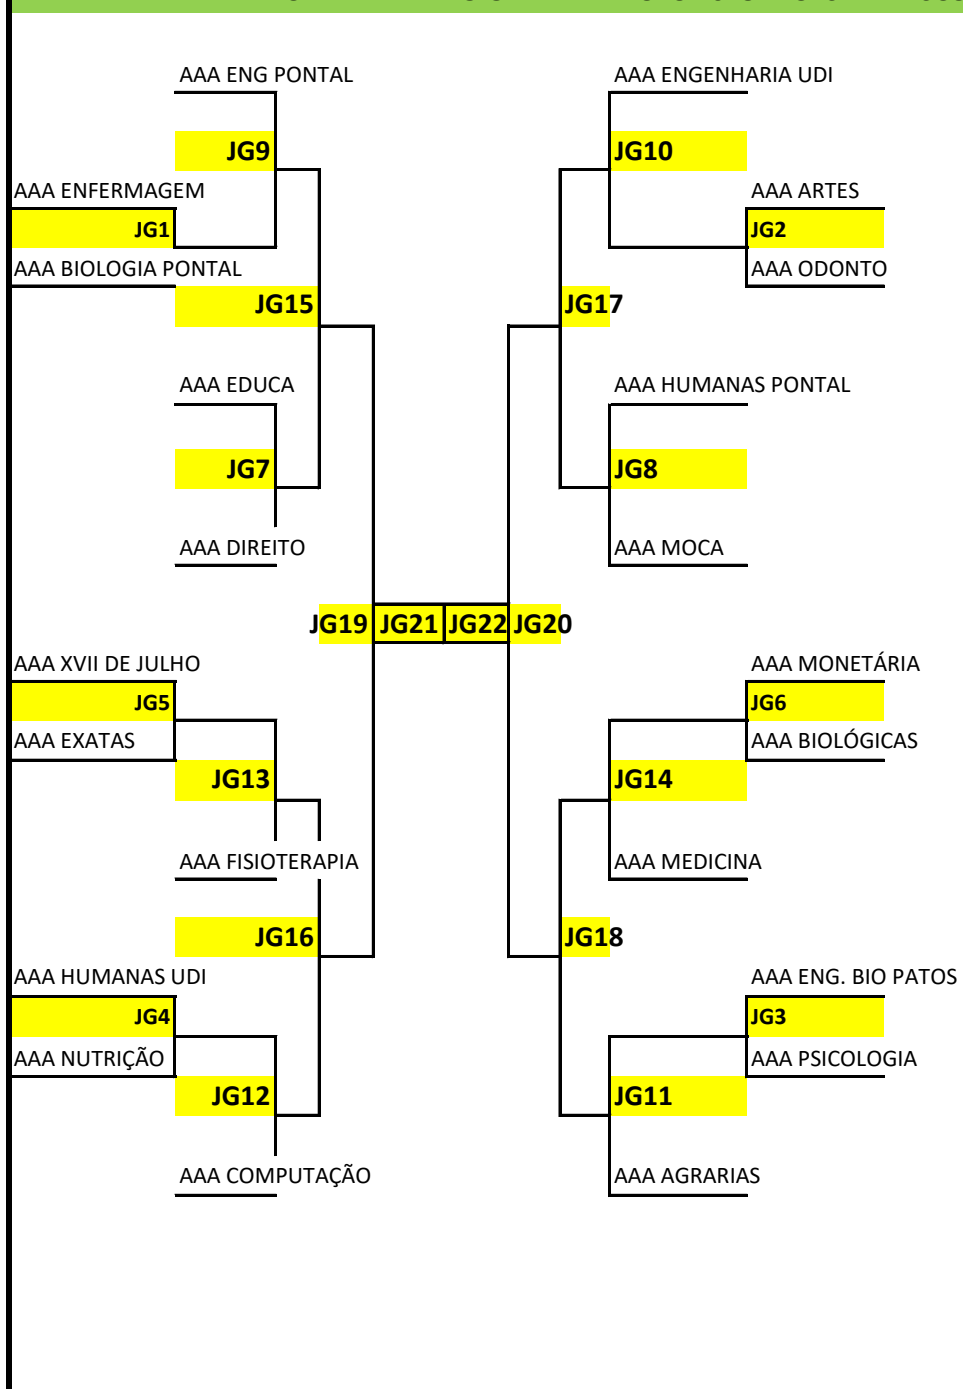 AAA ENG PONTAL AAA ENGENHARIA UDI
JG9 JG10
AAA ENFERMAGEM AAA ARTES
JG1 JG2
AAA BIOLOGIA PONTAL AAA ODONTO
JG15 JG17
AAA EDUCA AAA HUMANAS PONTAL
JG7 JG8
AAA DIREITO AAA MOCA
JG19 JG21 JG22 JG20
AAA XVII DE JULHO AAA MONETÁRIA
JG5 JG6
AAA EXATAS AAA BIOLÓGICAS
JG13 JG14
AAA FISIOTERAPIA AAA MEDICINA
JG16 JG18
AAA HUMANAS UDI AAA ENG. BIO PATOS
JG4 JG3
AAA NUTRIÇÃO AAA PSICOLOGIA
JG12 JG11
AAA COMPUTAÇÃO AAA AGRARIAS